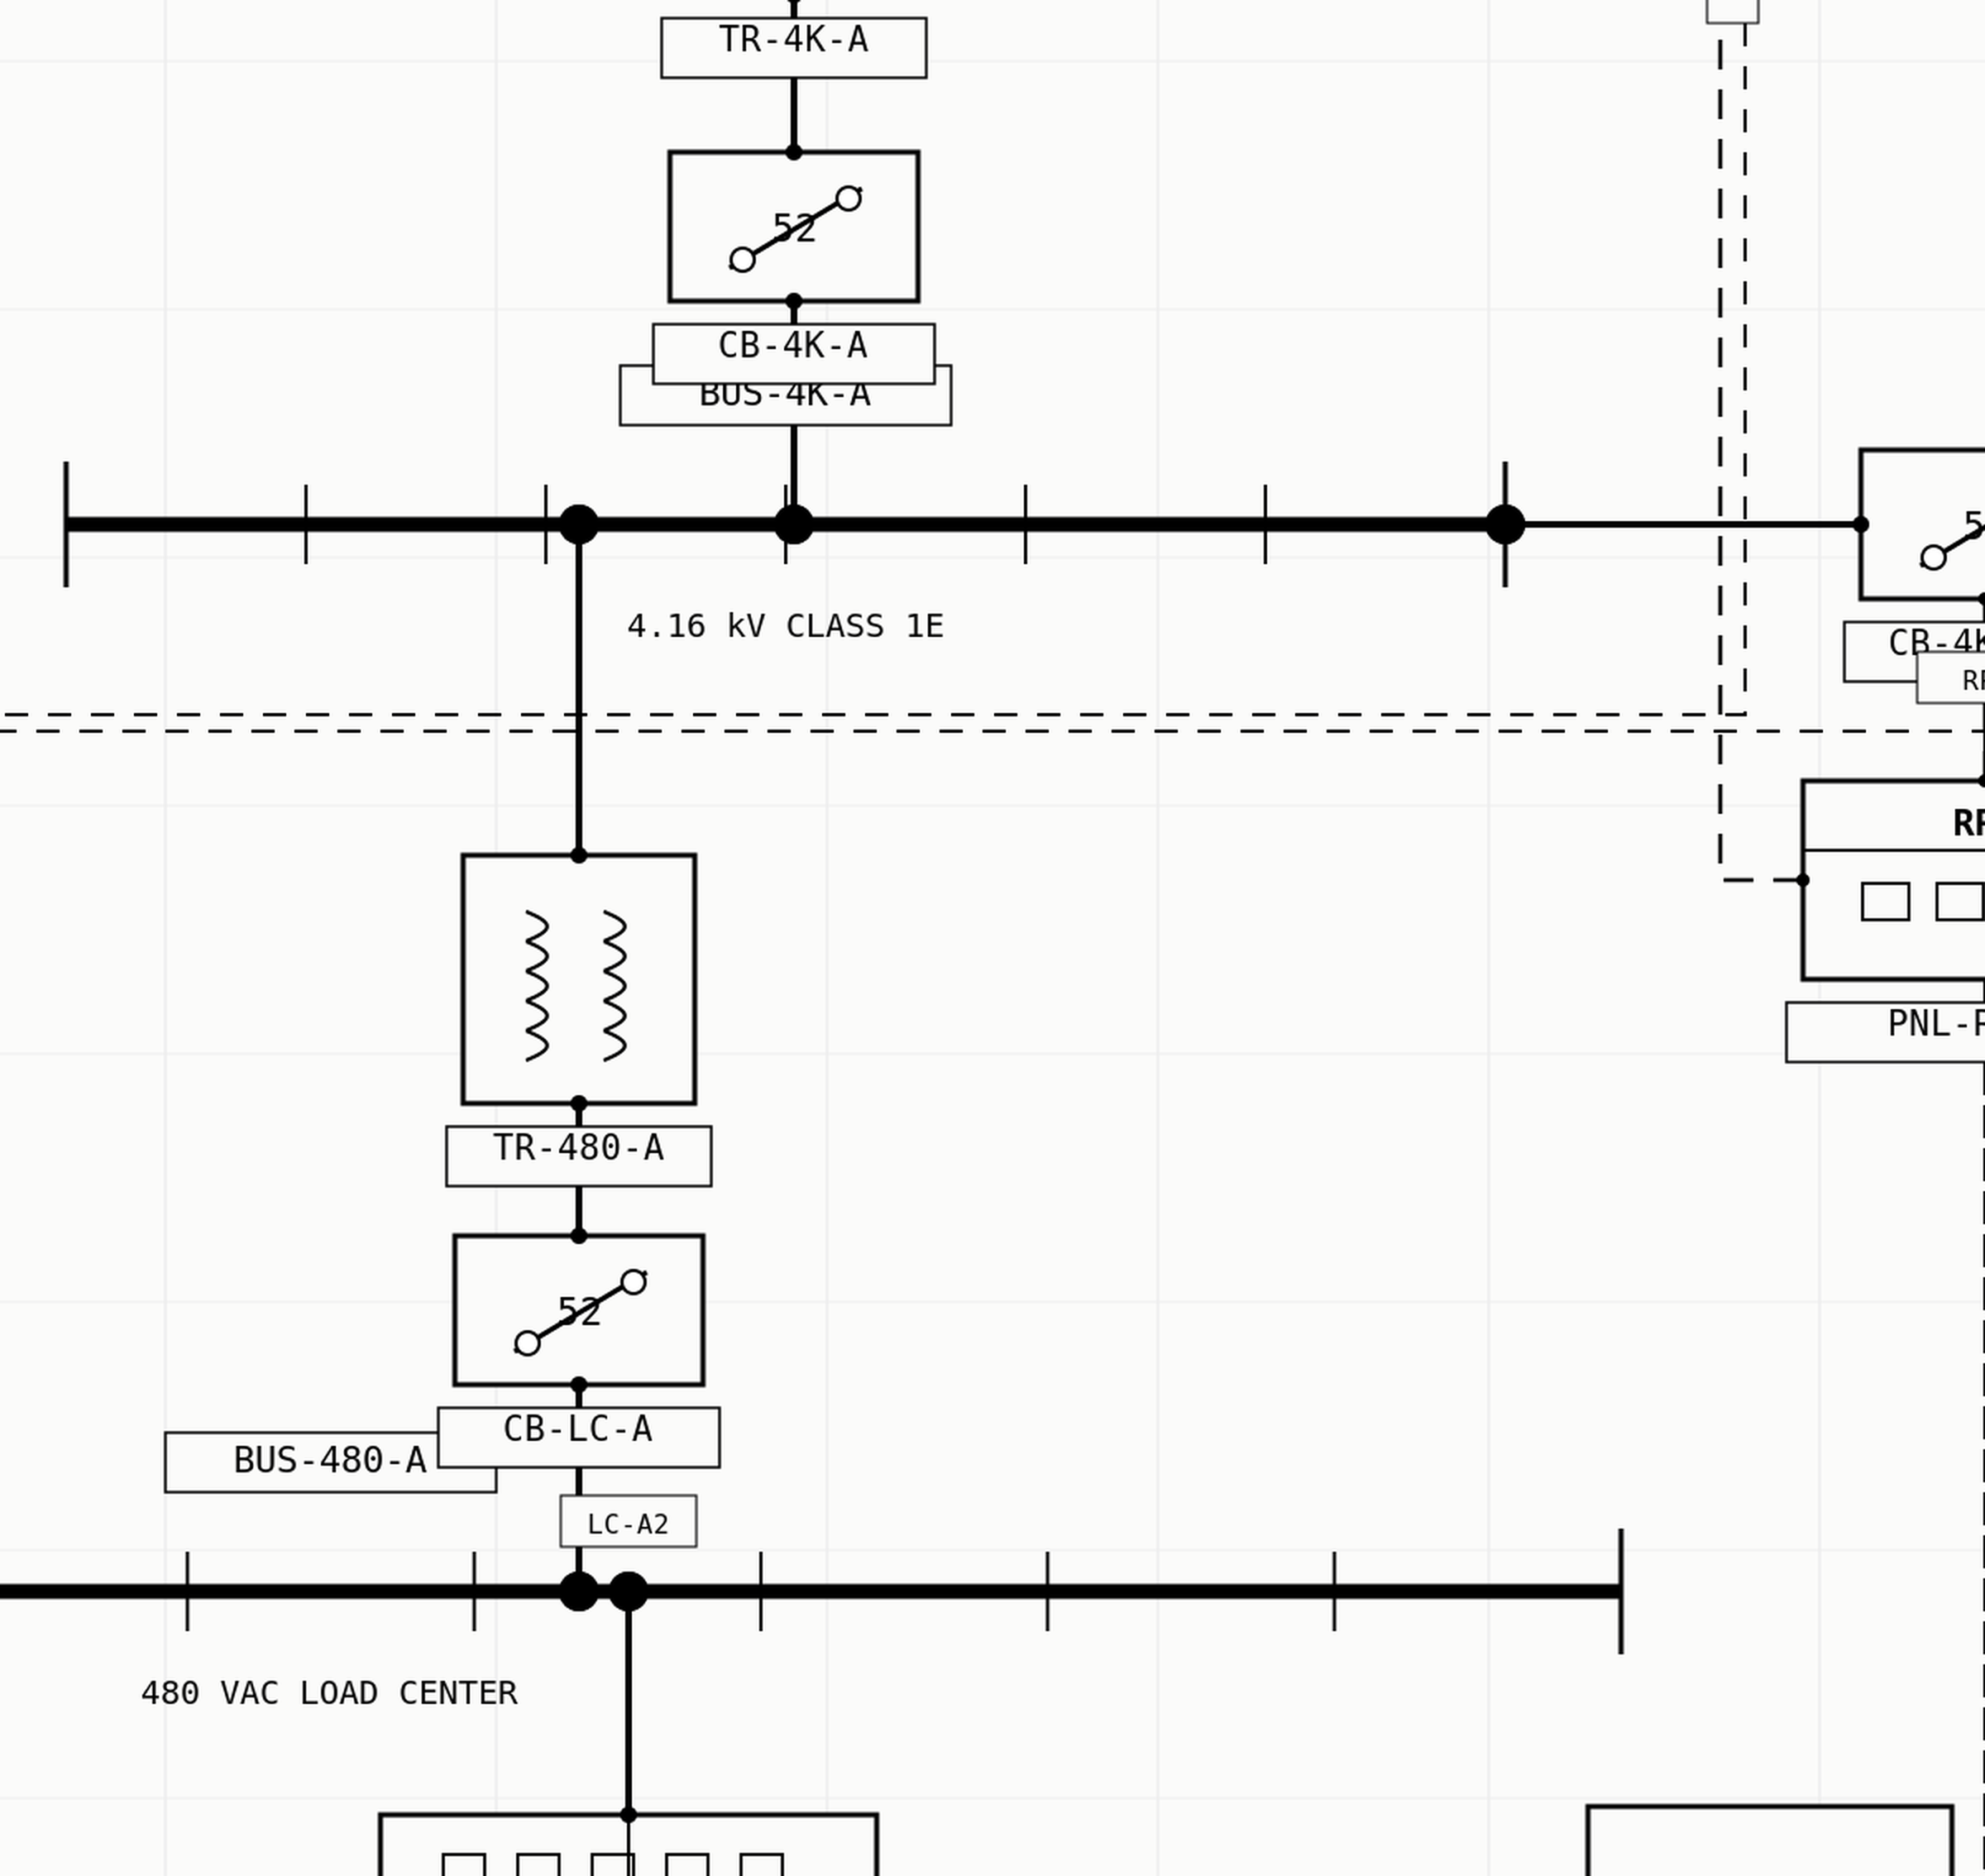 TR-4K-A
52
CB-4K-A
BUS-4K-A
4.16 kV CLASS 1E
TR-480-A
52
CB-LC-A
BUS-480-A
LC-A2
480 VAC LOAD CENTER